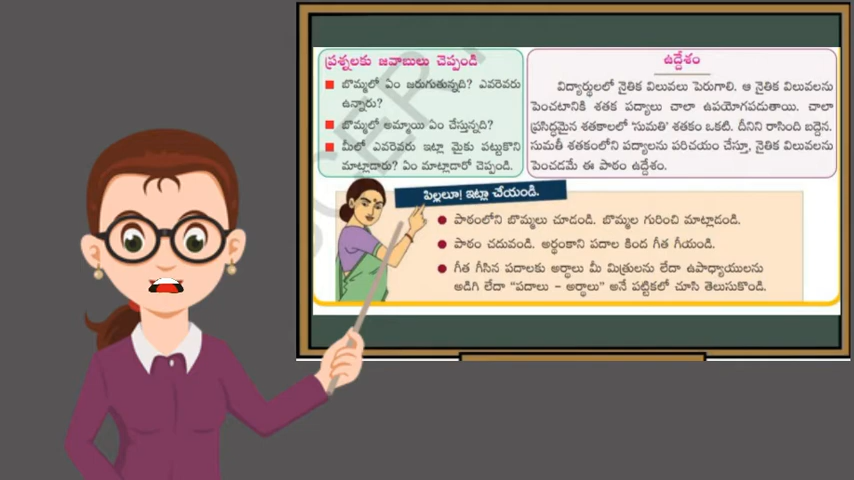 ప్రశ్నలకు జవాబులు చెప్పండి
బొమ్మలో ఏం జరుగుతున్నది? ఎవరెవరు
ఉన్నారు?
బొమ్మలో అమ్మాయి ఏం చేస్తున్నది?
మీలో ఎవరెవరు ఇట్లా మైకు పట్టుకొని
మాట్లాడారు? ఏం మాట్లాడారో చెప్పండి.
ఉద్దేశం
విద్యార్థులలో నైతిక విలువలు పెరుగాలి. ఆ నైతిక విలువలను
పెంచటానికి శతక పద్యాలు చాలా ఉపయోగపడుతాయి. చాలా
ప్రసిద్ధమైన శతకాలలో 'సుమతి' శతకం ఒకటి. దీనిని రాసింది బద్దెన.
సుమతీ శతకంలోని పద్యాలను పరిచయం చేస్తూ, నైతిక విలువలను
పెంచడమే ఈ పాఠం ఉద్దేశం.
పిల్లలూ! ఇట్లా చేయండి.
పాఠంలోని బొమ్మలు చూడండి. బొమ్మల గురించి మాట్లాడండి.
పాఠం చదువండి. అర్థంకాని పదాల కింద గీత గీయండి.
గీత గీసిన పదాలకు అర్థాలు మీ మిత్రులను లేదా ఉపాధ్యాయులను
అడిగి లేదా "పదాలు – అర్థాలు" అనే పట్టికలో చూసి తెలుసుకొండి.